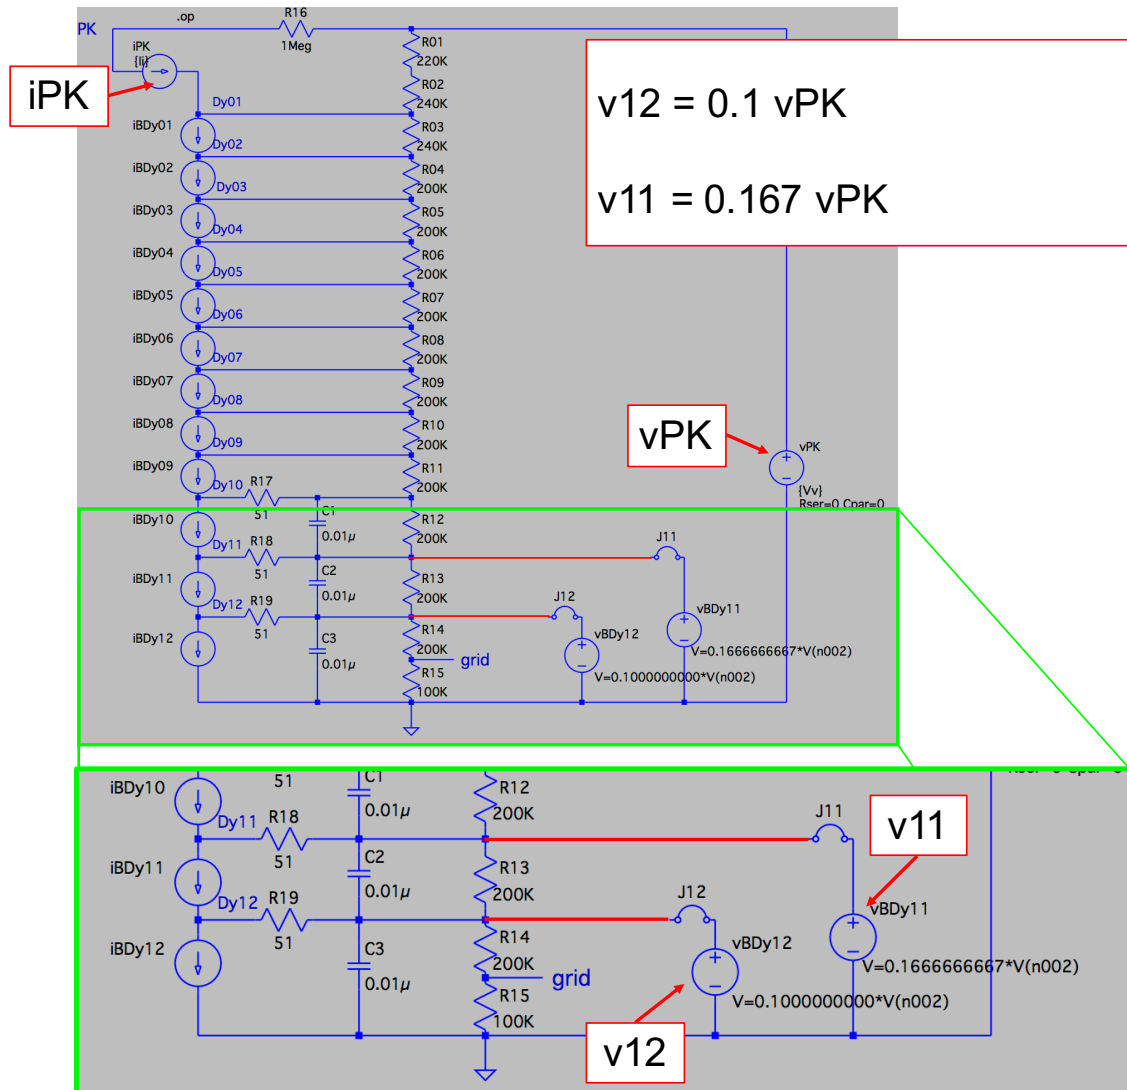 PK
.op
R16
1Meg
iPK
{Ii}
iPK
R01
220K
R02
240K
Dy01
R03
240K
iBDy01
Dy02
R04
200K
iBDy02
Dy03
R05
200K
iBDy03
Dy04
R06
200K
iBDy04
Dy05
R07
200K
iBDy05
Dy06
R08
200K
iBDy06
Dy07
R09
200K
iBDy07
Dy08
R10
200K
iBDy08
Dy09
R11
200K
iBDy09
Dy10
R17
51
C1
0.01µ
R12
200K
iBDy10
Dy11
R18
51
C2
0.01µ
R13
200K
iBDy11
Dy12
R19
51
C3
0.01µ
R14
200K
iBDy12
grid
R15
100K
J11
J12
vBDy11
V=0.1666666667*V(n002)
vBDy12
V=0.1000000000*V(n002)
v12 = 0.1 vPK
v11 = 0.167 vPK
vPK
vPK
{Vv}
Rser=0 Cpar=0
iBDy10
51
C1
0.01µ
R12
200K
Dy11
R18
51
C2
0.01µ
R13
200K
iBDy11
Dy12
R19
51
C3
0.01µ
R14
200K
iBDy12
grid
R15
100K
J11
v11
J12
vBDy11
V=0.1666666667*V(n002)
vBDy12
V=0.1000000000*V(n002)
v12